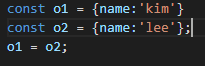 const o1 = {name:'kim'}
const o2 = {name:'lee'};
o1 = o2;